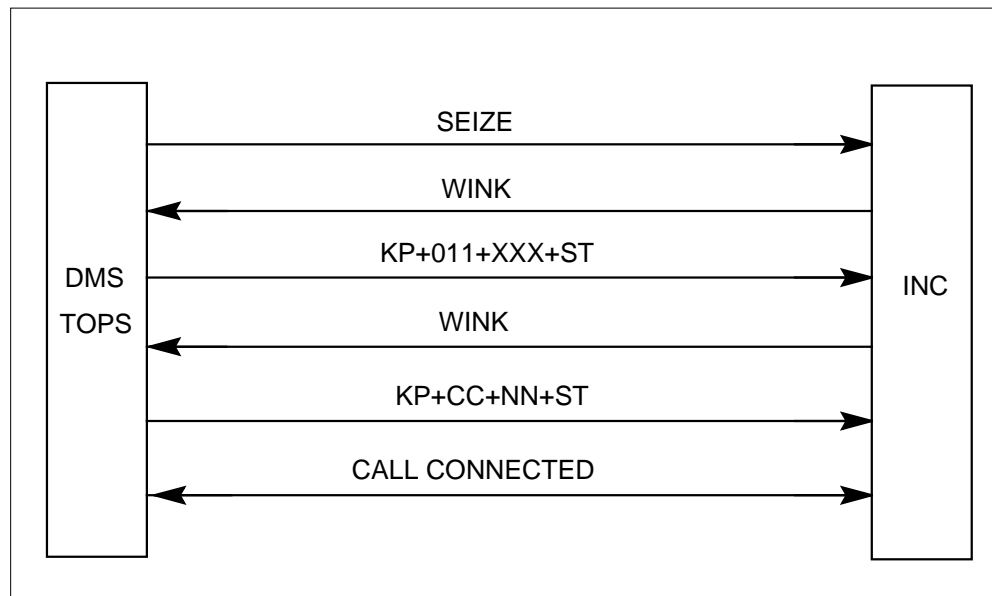 SEIZE
WINK
KP+011+XXX+ST
DMS
TOPS
INC
WINK
KP+CC+NN+ST
CALL CONNECTED